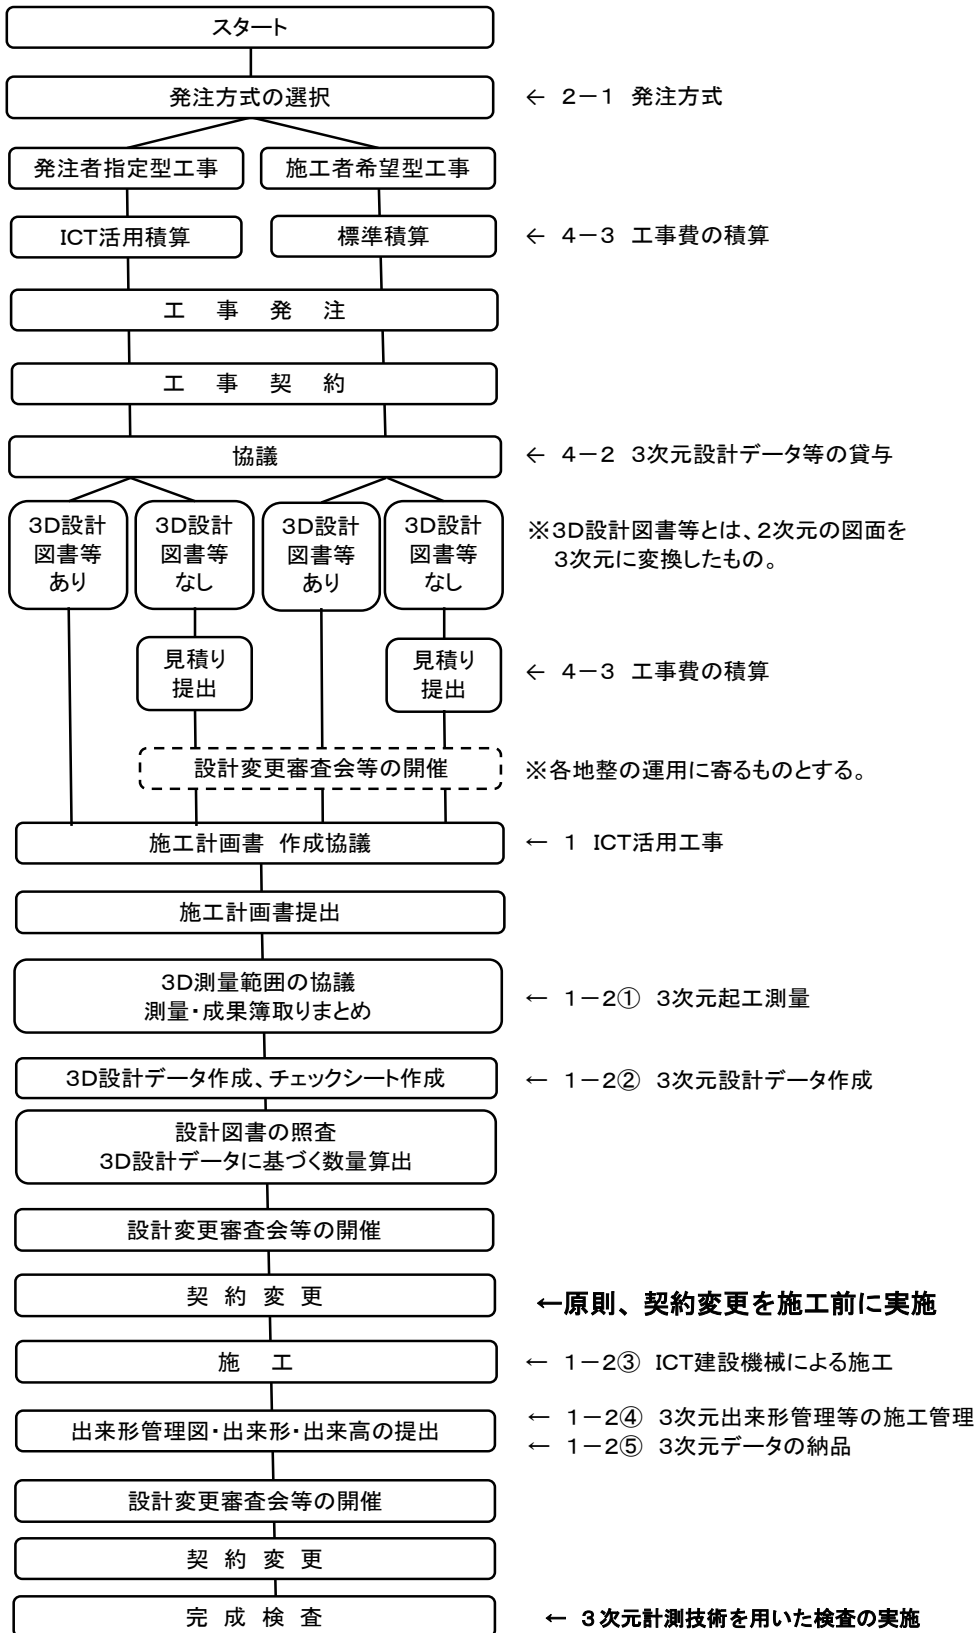 スタート
発注方式の選択
← 2－1 発注方式
発注者指定型工事
施工者希望型工事
ICT活用積算
標準積算
← 4－3 工事費の積算
工 事 発 注
工 事 契 約
協議
← 4－2 3次元設計データ等の貸与
3D設計
図書等
あり
3D設計
図書等
なし
3D設計
図書等
あり
3D設計
図書等
なし
※3D設計図書等とは、2次元の図面を
3次元に変換したもの。
見積り
提出
見積り
提出
← 4－3 工事費の積算
設計変更審査会等の開催
※各地整の運用に寄るものとする。
施工計画書 作成協議
← 1 ICT活用工事
施工計画書提出
3D測量範囲の協議
測量・成果簿取りまとめ
← 1－2① 3次元起工測量
3D設計データ作成、チェックシート作成
← 1－2② 3次元設計データ作成
設計図書の照査
3D設計データに基づく数量算出
設計変更審査会等の開催
契 約 変 更
←原則、契約変更を施工前に実施
施 工
← 1－2③ ICT建設機械による施工
出来形管理図・出来形・出来高の提出
← 1－2④ 3次元出来形管理等の施工管理
← 1－2⑤ 3次元データの納品
設計変更審査会等の開催
契 約 変 更
完 成 検 査
← 3次元計測技術を用いた検査の実施